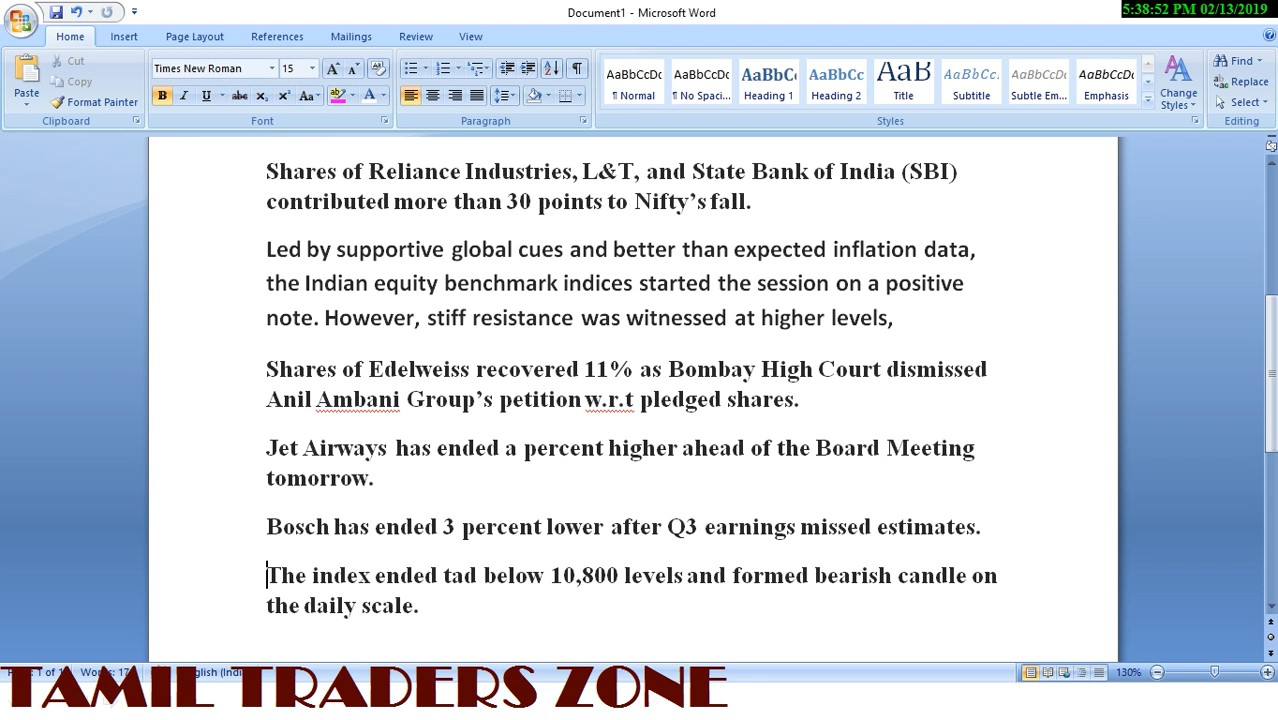 Document1 - Microsoft Word
5:38:52 PM 02/13/2019
Home Insert Page Layout References Mailings Review View
Paste
Cut
Copy
Format Painter
Clipboard
Times New Roman 15
Font
Paragraph
AaBbCcDc AaBbCcDc AaBbC AaBbCc AaB AaBbCc. AaBbCcDc AaBbCcDc
¶ Normal ¶ No Spaci... Heading 1 Heading 2 Title Subtitle Subtle Em... Emphasis
Styles
Change Styles
Find
Replace
Select
Editing
Shares of Reliance Industries, L&T, and State Bank of India (SBI)
contributed more than 30 points to Nifty’s fall.
Led by supportive global cues and better than expected inflation data,
the Indian equity benchmark indices started the session on a positive
note. However, stiff resistance was witnessed at higher levels,
Shares of Edelweiss recovered 11% as Bombay High Court dismissed
Anil Ambani Group’s petition w.r.t pledged shares.
Jet Airways has ended a percent higher ahead of the Board Meeting
tomorrow.
Bosch has ended 3 percent lower after Q3 earnings missed estimates.
The index ended tad below 10,800 levels and formed bearish candle on
the daily scale.
130%
TAMIL TRADERS ZONE